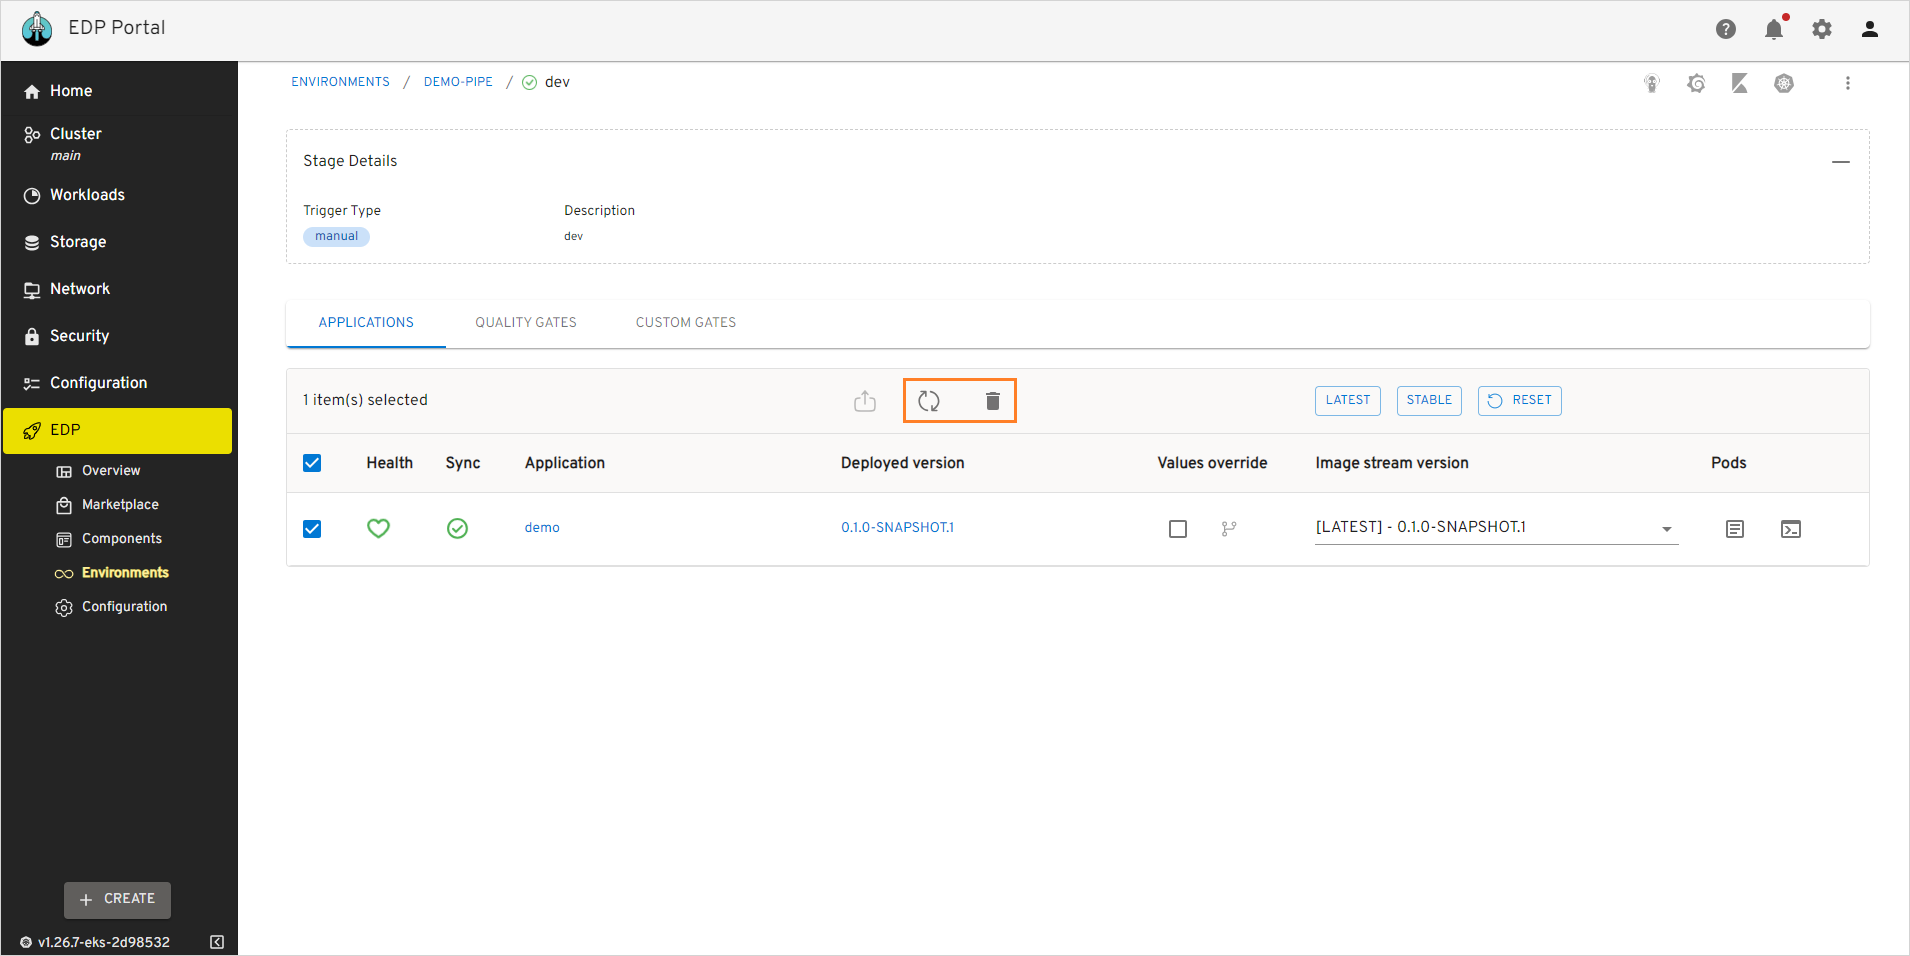 EDP Portal
Home
Cluster
main
Workloads
Storage
Network
Security
Configuration
EDP
Overview
Marketplace
Components
Environments
Configuration
CREATE
v1.26.7-eks-2d98532
ENVIRONMENTS / DEMO-PIPE / dev
Stage Details
Trigger Type Description
manual dev
APPLICATIONS QUALITY GATES CUSTOM GATES
1 item(s) selected LATEST STABLE RESET
Health Sync Application Deployed version Values override Image stream version Pods
demo 0.1.0-SNAPSHOT.1 [LATEST] - 0.1.0-SNAPSHOT.1